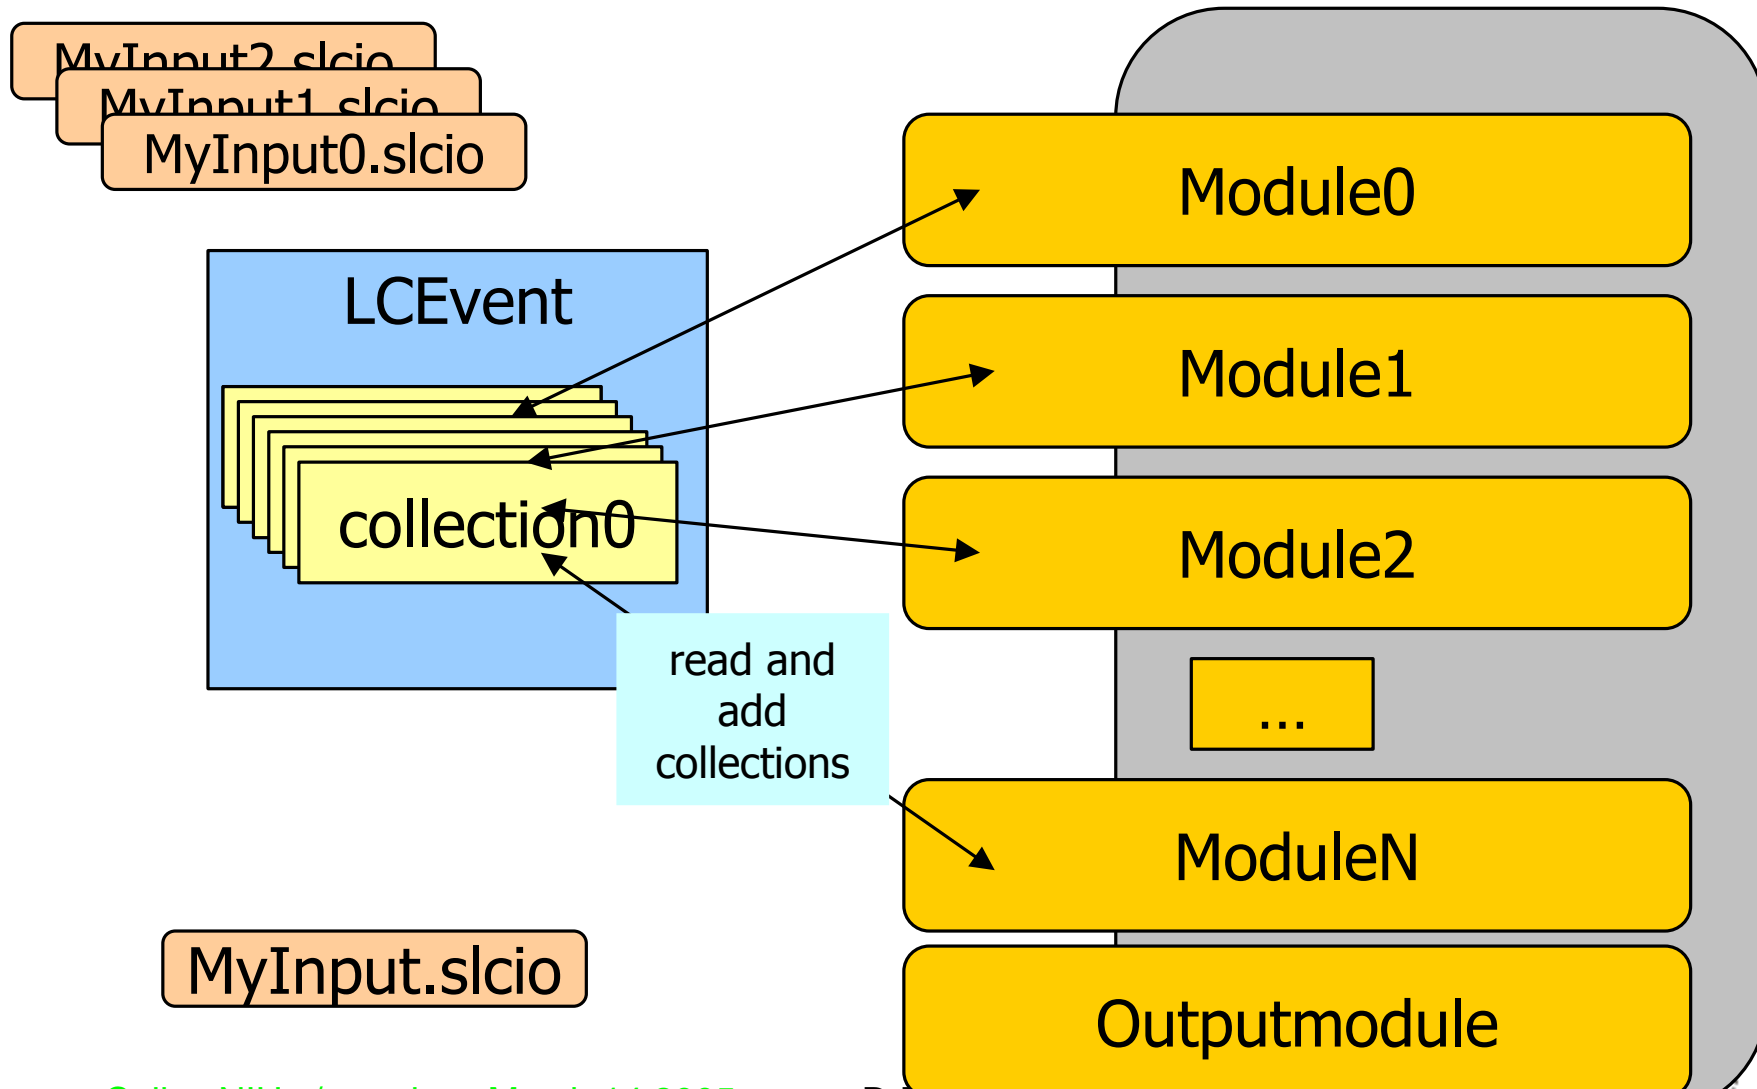 MyInput2.slcio
MyInput1.slcio
MyInput0.slcio
LCEvent
collection0
read and
add
collections
MyInput.slcio
Module0
Module1
Module2
...
ModuleN
Outputmodule